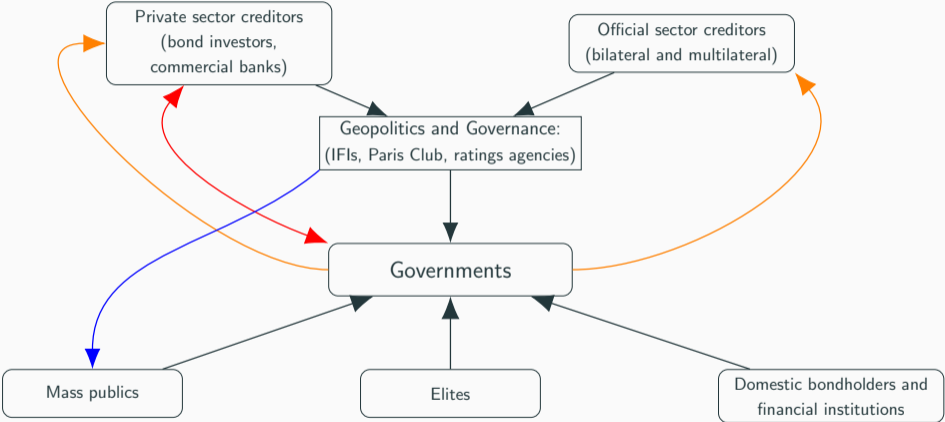 Private sector creditors
(bond investors,
commercial banks)
Official sector creditors
(bilateral and multilateral)
Geopolitics and Governance:
(IFIs, Paris Club, ratings agencies)
Governments
Mass publics
Elites
Domestic bondholders and
financial institutions